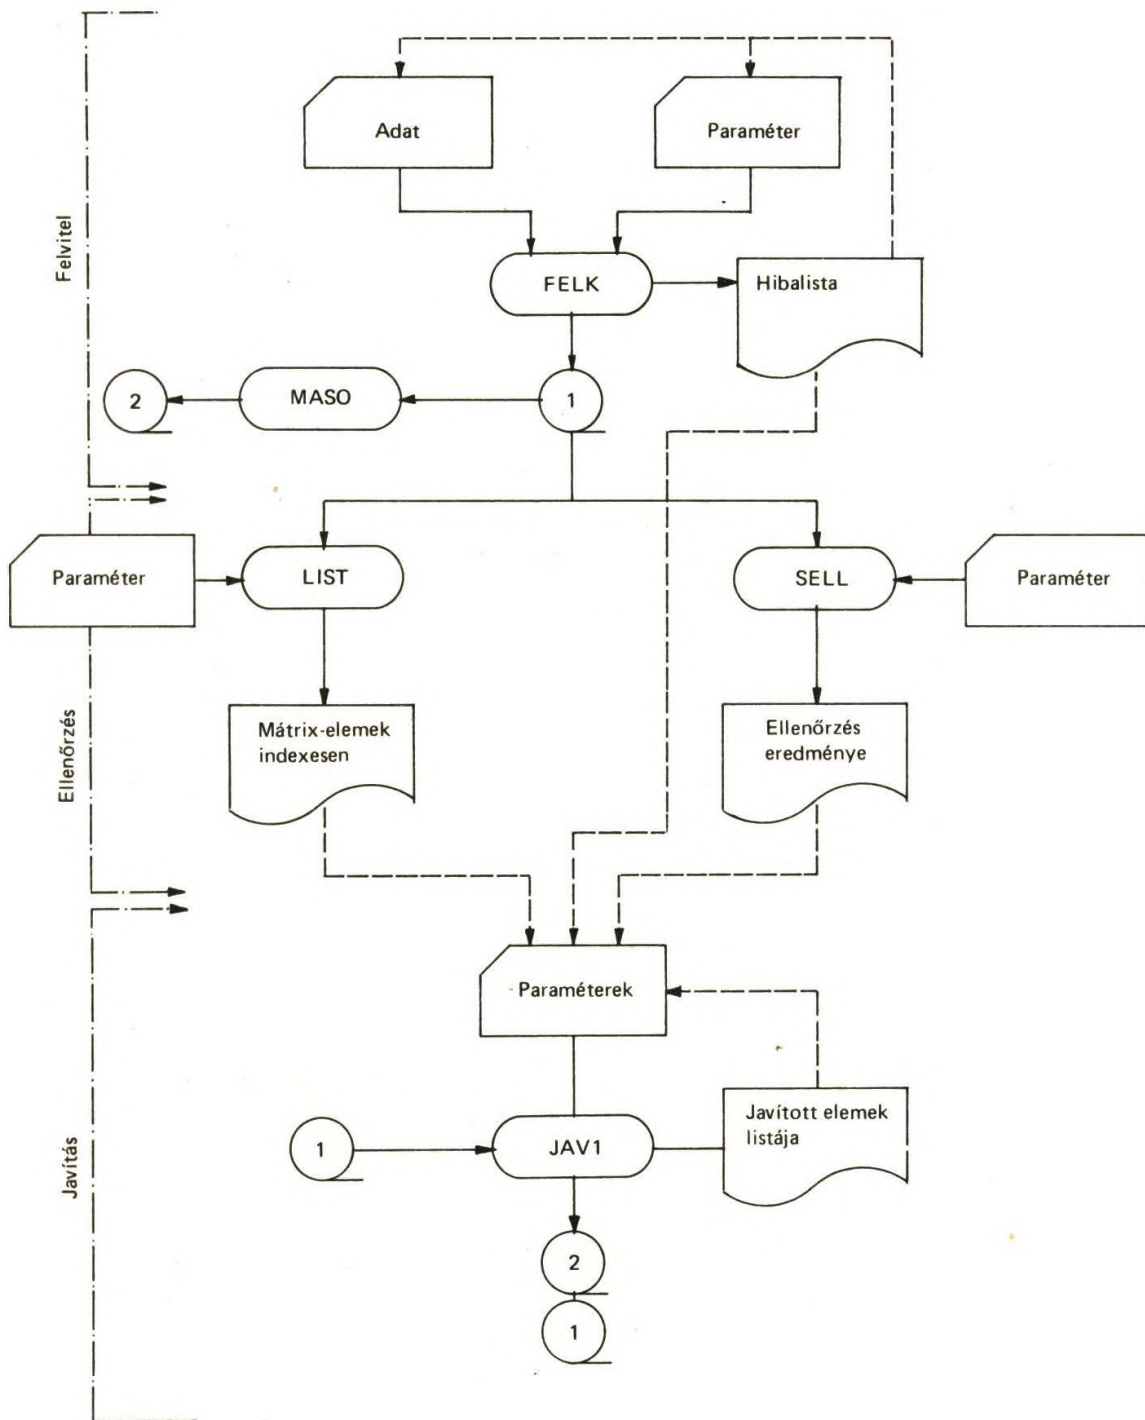 Adat
Paraméter
Felvitel
FELK
Hibalista
2
MASO
1
Paraméter
LIST
SELL
Paraméter
Ellenőrzés
Mátrix-elemek
indexesen
Ellenőrzés
eredménye
Paraméterek
Javítás
1
JAV1
Javított elemek
listája
2
1